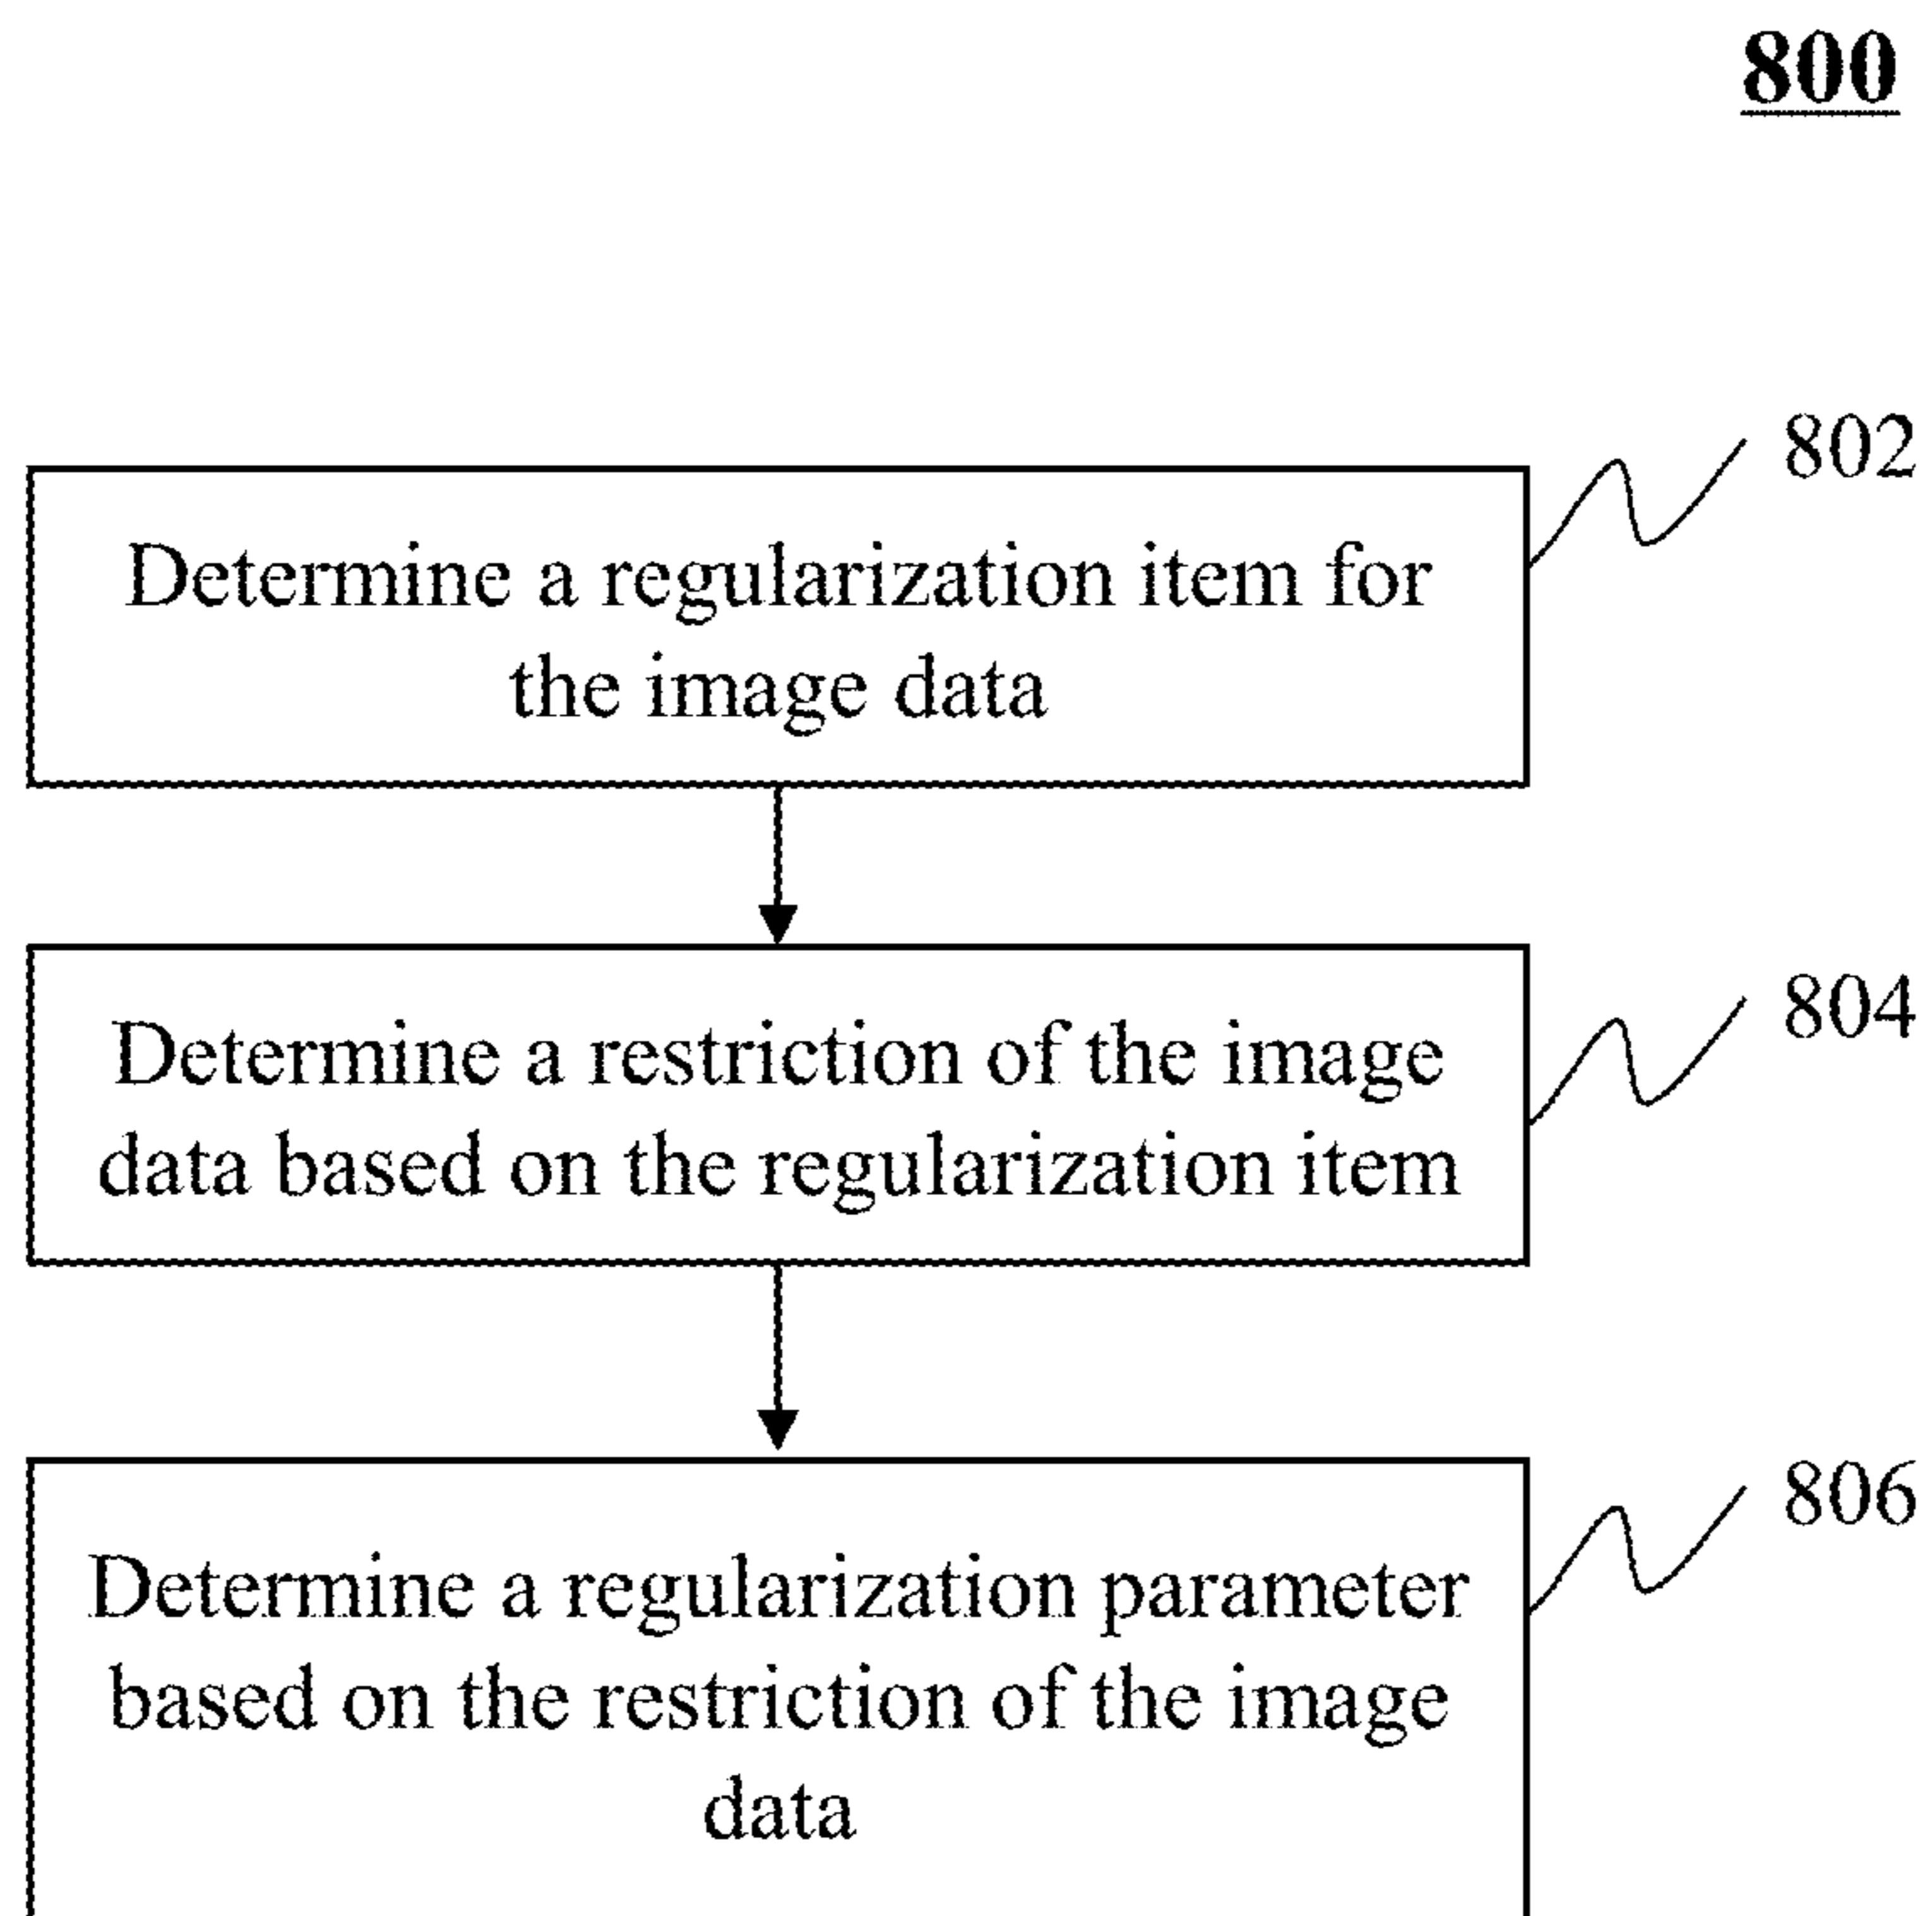 800
802
Determine a regularization item for
the image data
804
Determine a restriction of the image
data based on the regularization item
806
Determine a regularization parameter
based on the restriction of the image
data